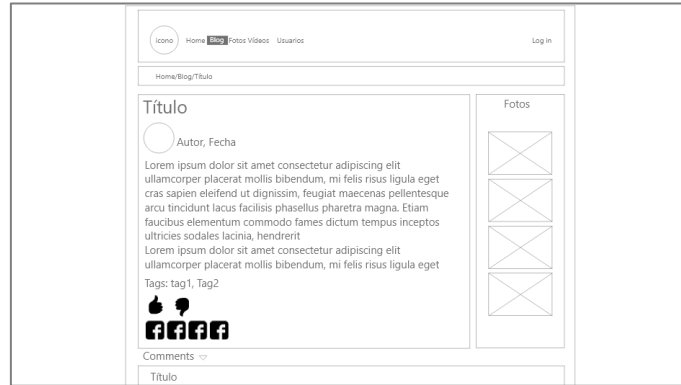 icono Home Blog Fotos Vídeos Usuarios Log in
Home/Blog/Título
Título
Autor, Fecha
Lorem ipsum dolor sit amet consectetur adipiscing elit
ullamcorper placerat mollis bibendum, mi felis risus ligula eget
cras sapien eleifend ut dignissim, feugiat maecenas pellentesque
arcu tincidunt lacus facilisis phasellus pharetra magna. Etiam
faucibus elementum commodo fames dictum tempus inceptos
ultricies sodales lacinia, hendrerit
Lorem ipsum dolor sit amet consectetur adipiscing elit
ullamcorper placerat mollis bibendum, mi felis risus ligula eget
Tags: tag1, Tag2
Comments
Título
Fotos